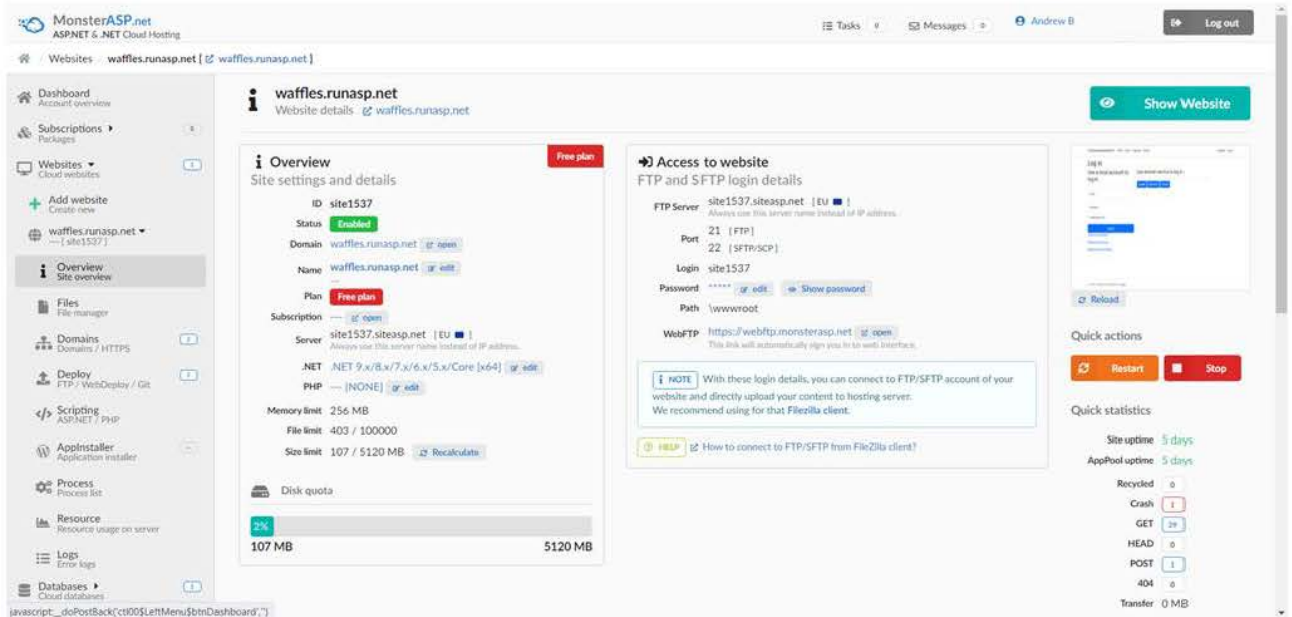 MonsterASP.net
ASP.NET & .NET Cloud Hosting
Tasks 0
Messages 0
Andrew B
Log out
Websites / waffles.runasp.net [ waffles.runasp.net ]
Dashboard
Account overview
Subscriptions
Packages
Websites
Cloud websites
Add website
Create new
waffles.runasp.net
--- [ site1537 ]
Overview
Site overview
Files
File manager
Domains
Domains / HTTPS
Deploy
FTP / WebDeploy / Git
Scripting
ASP.NET / PHP
AppInstaller
Application installer
Process
Process list
Resource
Resource usage on server
Logs
Error logs
Databases
Cloud databases
javascript:__doPostBack('ctl00$LeftMenu$btnDashboard','')
waffles.runasp.net
Website details waffles.runasp.net
Show Website
Overview
Free plan
Site settings and details
ID site1537
Status Enabled
Domain waffles.runasp.net open
Name waffles.runasp.net edit
---
Plan Free plan
Subscription --- open
Server site1537.siteasp.net [EU]
Always use this server name instead of IP address.
.NET .NET 9.x/8.x/7.x/6.x/5.x/Core [x64] edit
PHP --- [NONE] edit
Memory limit 256 MB
File limit 403 / 100000
Size limit 107 / 5120 MB Recalculate
Disk quota
2%
107 MB 5120 MB
Access to website
FTP and SFTP login details
FTP Server site1537.siteasp.net [EU]
Always use this server name instead of IP address.
Port 21 [FTP]
22 [SFTP/SCP]
Login site1537
Password ***** edit Show password
Path \wwwroot
WebFTP https://webftp.monsterasp.net open
This link will automatically sign you in to web interface.
NOTE With these login details, you can connect to FTP/SFTP account of your
website and directly upload your content to hosting server.
We recommend using for that Filezilla client.
HELP How to connect to FTP/SFTP from FileZilla client?
Log in
Reload
Quick actions
Restart Stop
Quick statistics
Site uptime 5 days
AppPool uptime 5 days
Recycled 0
Crash 1
GET 29
HEAD 0
POST 1
404 0
Transfer 0 MB